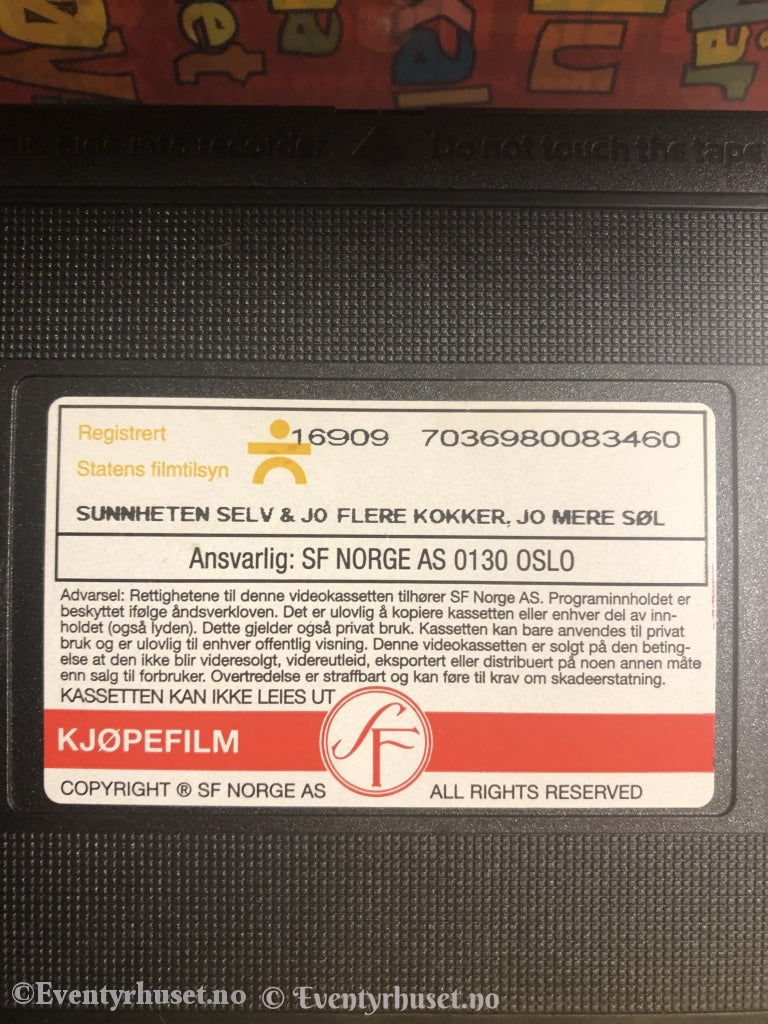 into recorder
Do not touch the tape
Registrert
16909 7036980083460
Statens filmtilsyn
SUNNHETEN SELV & JO FLERE KOKKER, JO MERE SØL
Ansvarlig: SF NORGE AS 0130 OSLO
Advarsel: Rettighetene til denne videokassetten tilhører SF Norge AS. Programinnholdet er
beskyttet ifølge åndsverkloven. Det er ulovlig å kopiere kassetten eller enhver del av inn-
holdet (også lyden). Dette gjelder også privat bruk. Kassetten kan bare anvendes til privat
bruk og er ulovlig til enhver offentlig visning. Denne videokassetten er solgt på den beting-
else at den ikke blir videresolgt, videreutleid, eksportert eller distribuert på noen annen måte
enn salg til forbruker. Overtredelse er straffbart og kan føre til krav om skadeerstatning.
KASSETTEN KAN IKKE LEIES UT
KJØPEFILM
SF
COPYRIGHT ® SF NORGE AS ALL RIGHTS RESERVED
©Eventyrhuset.no © Eventyrhuset.no